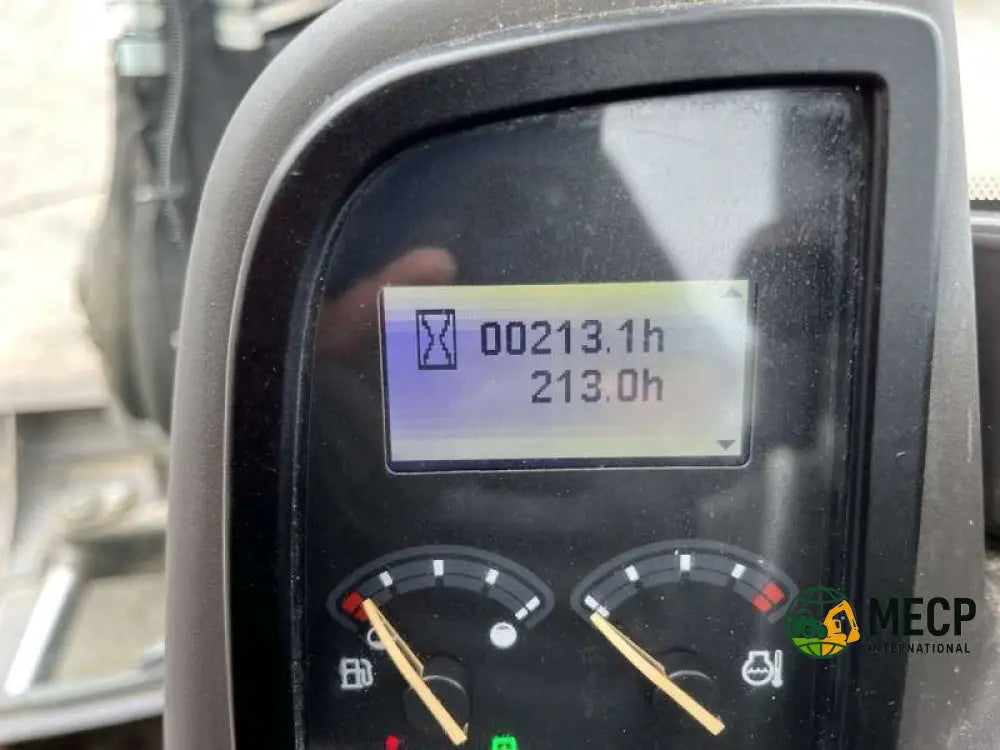 00213.1h
213.0h
MECP
INTERNATIONAL